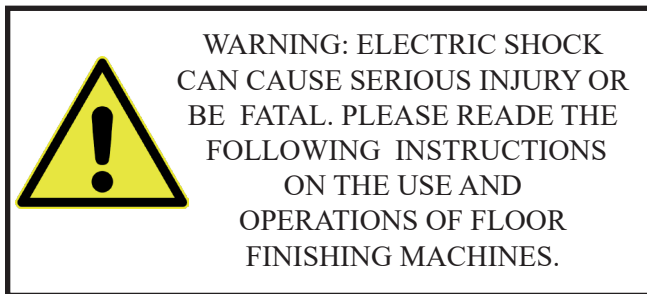 WARNING: ELECTRIC SHOCK
CAN CAUSE SERIOUS INJURY OR
BE FATAL. PLEASE READE THE
FOLLOWING INSTRUCTIONS
ON THE USE AND
OPERATIONS OF FLOOR
FINISHING MACHINES.